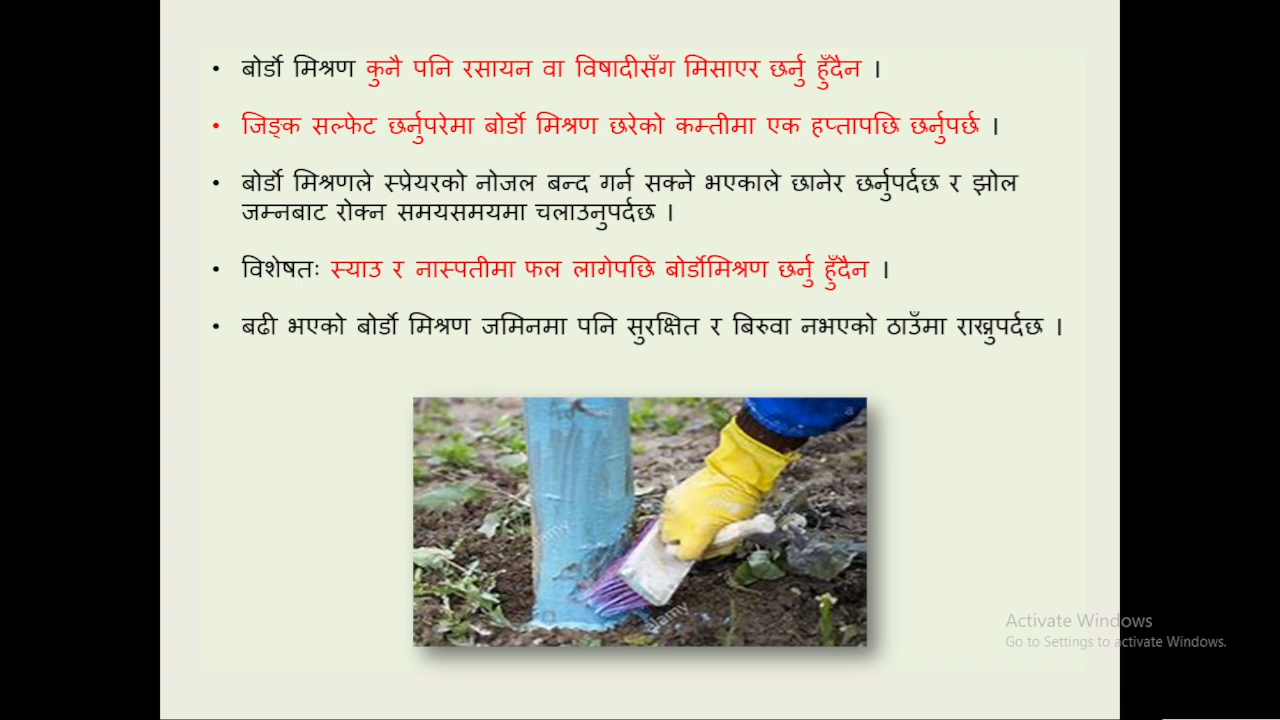 • बोर्डो मिश्रण कुनै पनि रसायन वा विषादीसँग मिसाएर छर्नु हुँदैन ।
• जिङ्क सल्फेट छर्नुपरेमा बोर्डो मिश्रण छरेको कम्तीमा एक हप्तापछि छर्नुपर्छ ।
• बोर्डो मिश्रणले स्प्रेयरको नोजल बन्द गर्न सक्ने भएकाले छानेर छर्नुपर्दछ र झोल
जम्नबाट रोक्न समयसमयमा चलाउनुपर्दछ ।
• विशेषतः स्याउ र नास्पतीमा फल लागेपछि बोर्डोमिश्रण छर्नु हुँदैन ।
• बढी भएको बोर्डो मिश्रण जमिनमा पनि सुरक्षित र बिरुवा नभएको ठाउँमा राख्नुपर्दछ ।
alamy
Activate Windows
Go to Settings to activate Windows.